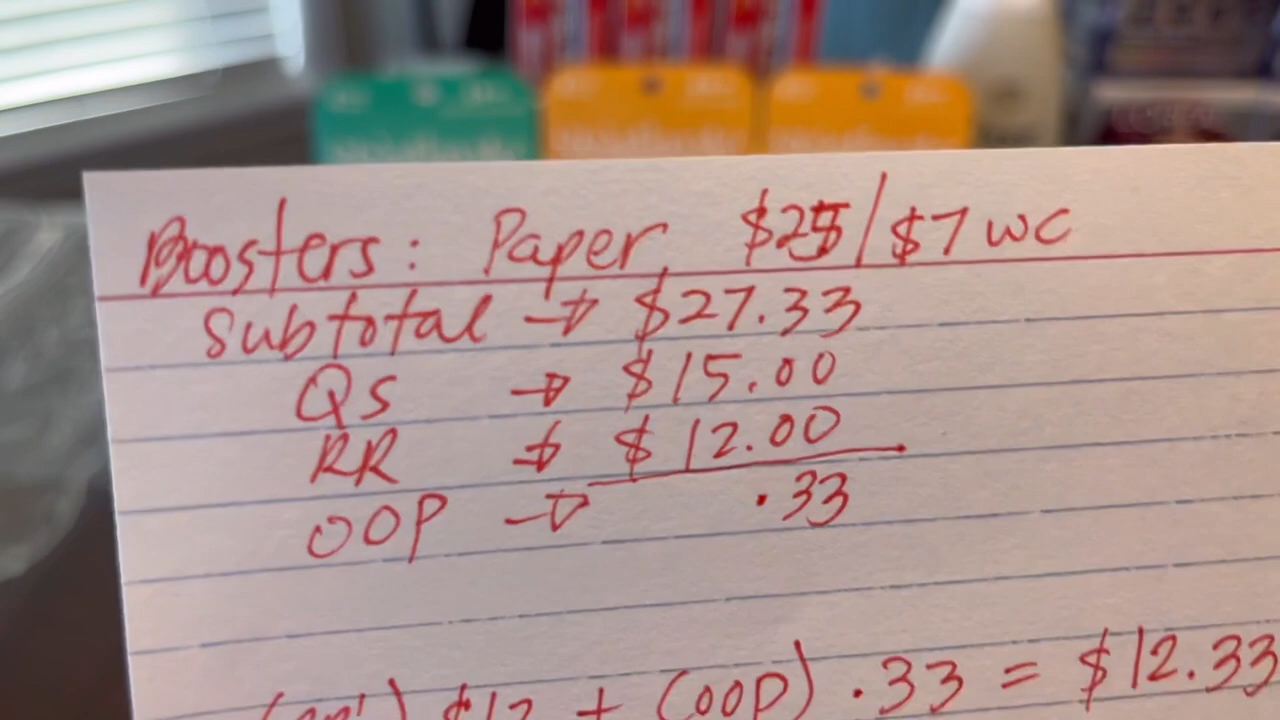 Boosters: Paper $25/$7 WC
Subtotal → $27.33
QS → $15.00
RR → $12.00
OOP → .33
$12 + (OOP) .33 = $12.33